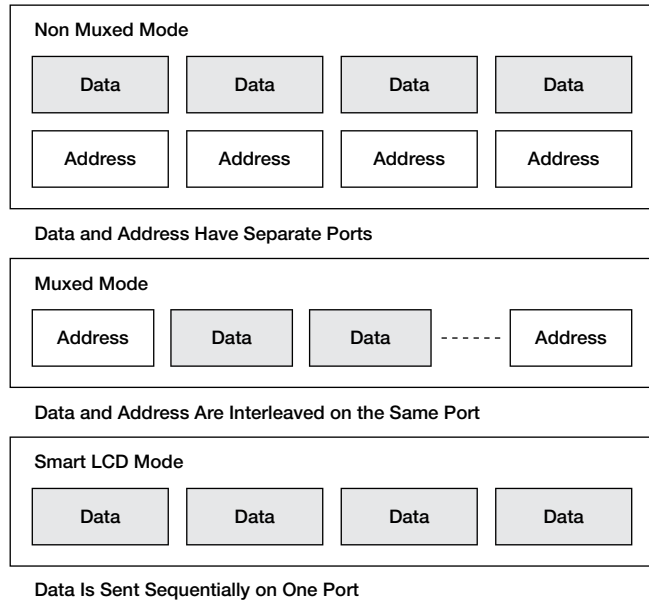 Non Muxed Mode
Data Data Data Data
Address Address Address Address
Data and Address Have Separate Ports
Muxed Mode
Address Data Data Address
Data and Address Are Interleaved on the Same Port
Smart LCD Mode
Data Data Data Data
Data Is Sent Sequentially on One Port